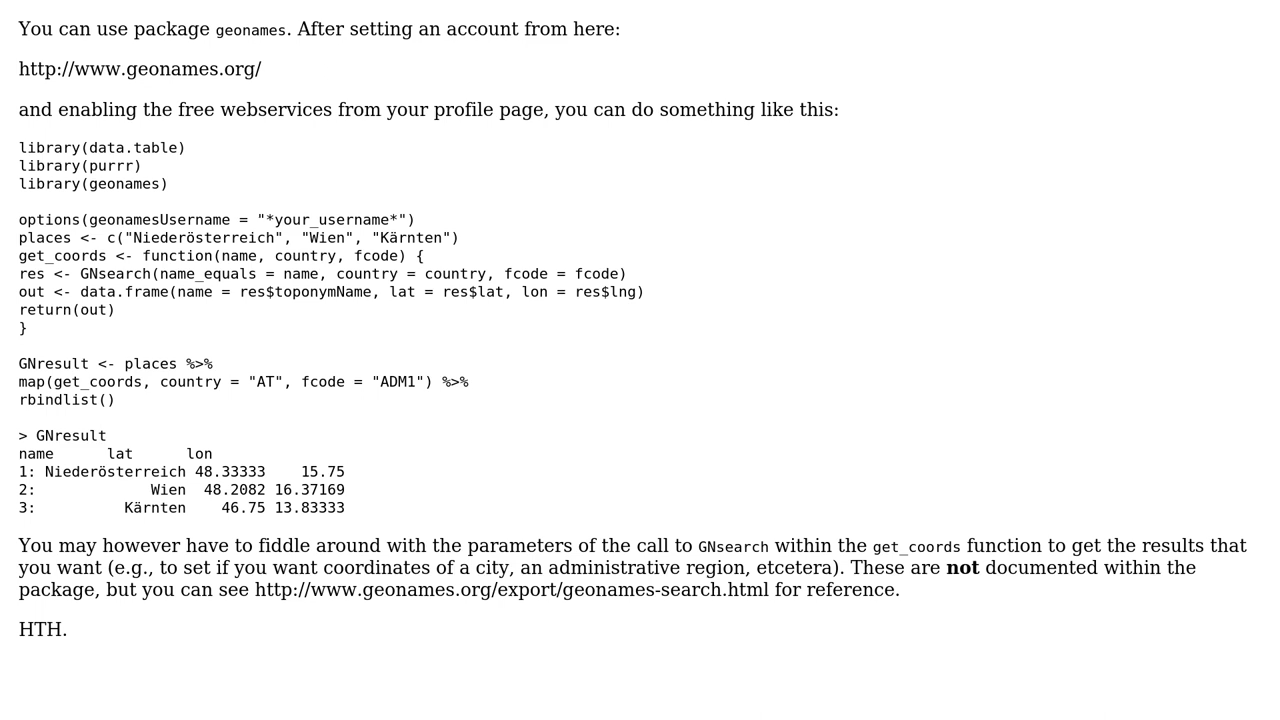 You can use package geonames. After setting an account from here:
http://www.geonames.org/
and enabling the free webservices from your profile page, you can do something like this:
library(data.table)
library(purrr)
library(geonames)
options(geonamesUsername = "*your_username*")
places <- c("Niederösterreich", "Wien", "Kärnten")
get_coords <- function(name, country, fcode) {
res <- GNsearch(name_equals = name, country = country, fcode = fcode)
out <- data.frame(name = res$toponymName, lat = res$lat, lon = res$lng)
return(out)
}
GNresult <- places %>%
map(get_coords, country = "AT", fcode = "ADM1") %>%
rbindlist()
> GNresult
name      lat      lon
1: Niederösterreich 48.33333    15.75
2:             Wien  48.2082 16.37169
3:          Kärnten    46.75 13.83333
You may however have to fiddle around with the parameters of the call to GNsearch within the get_coords function to get the results that
you want (e.g., to set if you want coordinates of a city, an administrative region, etcetera). These are not documented within the
package, but you can see http://www.geonames.org/export/geonames-search.html for reference.
HTH.